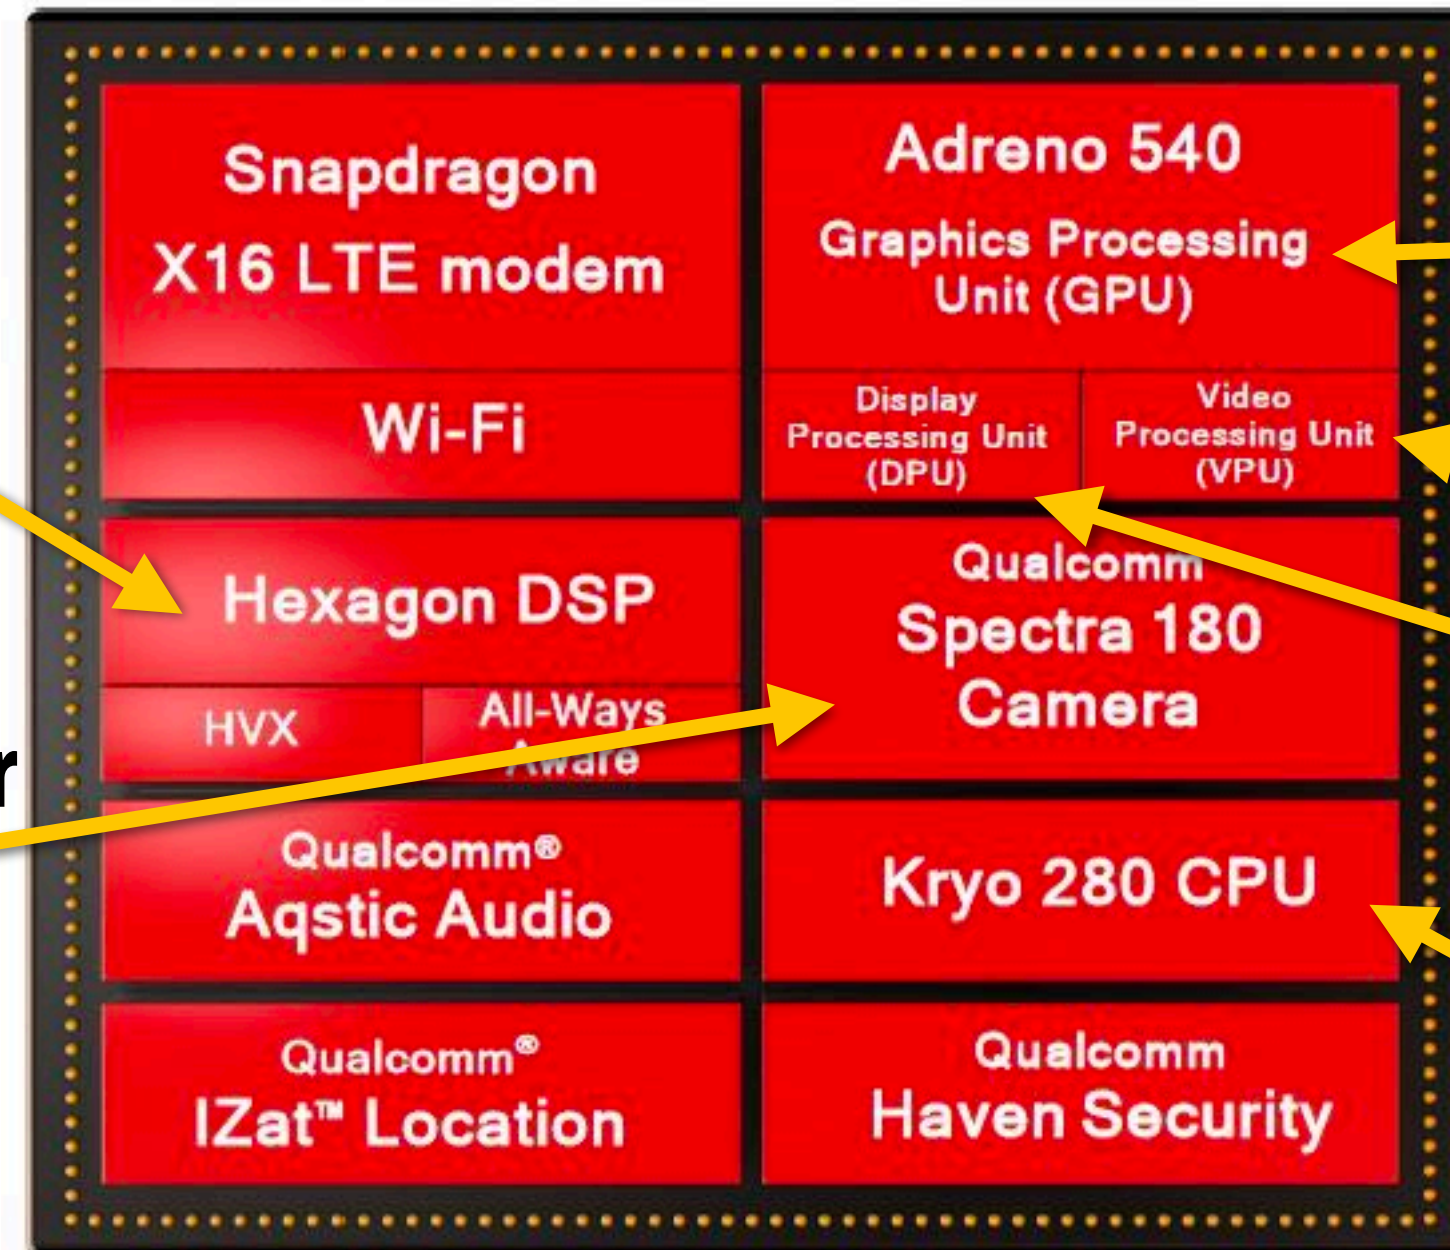 Snapdragon
X16 LTE modem
Wi-Fi
Adreno 540
Graphics Processing
Unit (GPU)
Display
Processing Unit
(DPU)
Video
Processing Unit
(VPU)
Hexagon DSP
HVX
All-Ways
Aware
Qualcomm
Spectra 180
Camera
r
Qualcomm®
Aqstic Audio
Kryo 280 CPU
Qualcomm®
IZat™ Location
Qualcomm
Haven Security